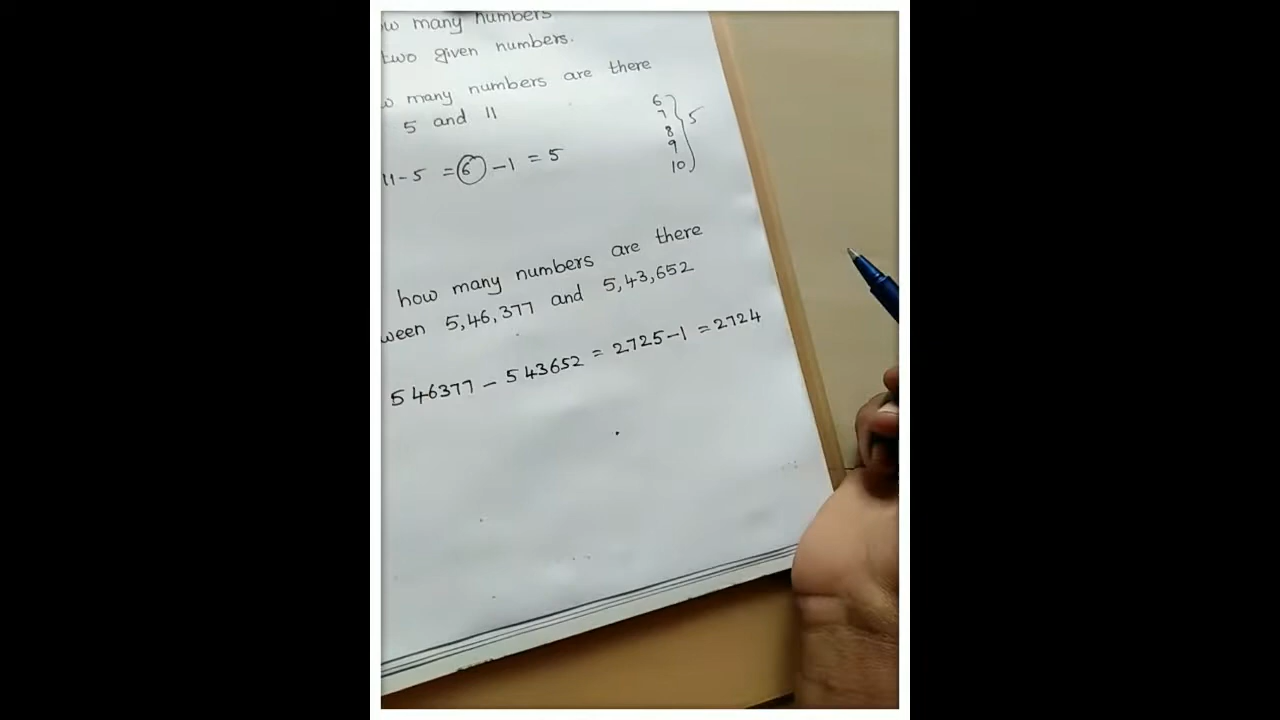 ow many numbers
two given numbers.
w many numbers are there
5 and 11
11-5 = 6 -1 = 5
6
7
8
9
10
5
how many numbers are there
ween 5,46,377 and 5,43,652
546377 - 543652 = 2725-1 = 2724